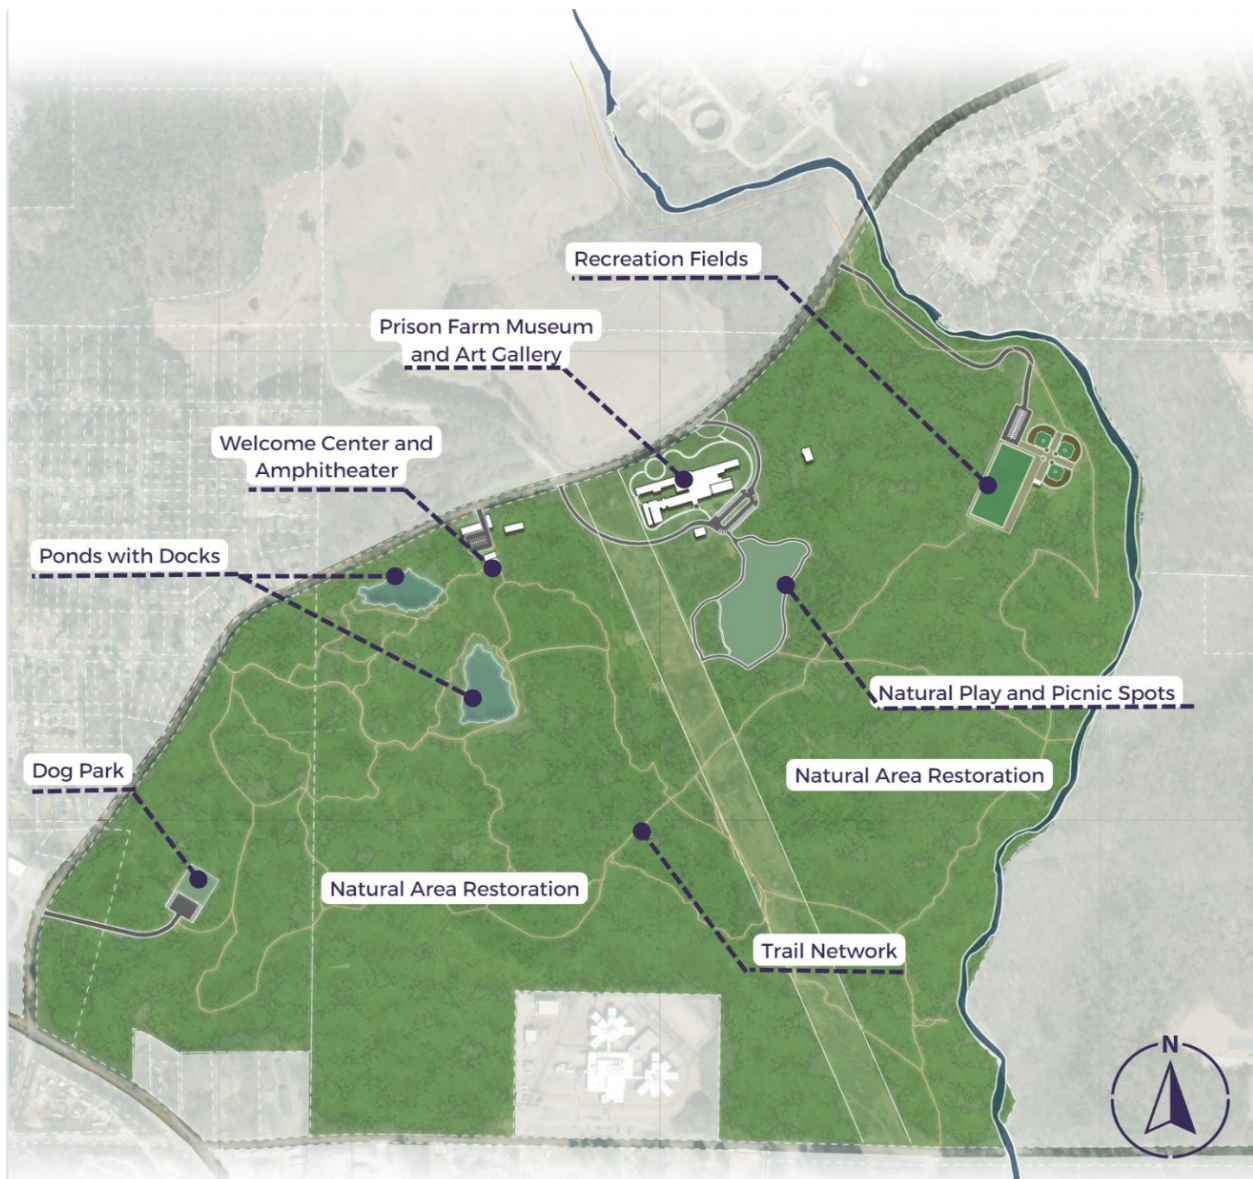 Recreation Fields
Prison Farm Museum
and Art Gallery
Welcome Center and
Amphitheater
Ponds with Docks
Natural Play and Picnic Spots
Dog Park
Natural Area Restoration
Natural Area Restoration
Trail Network
N